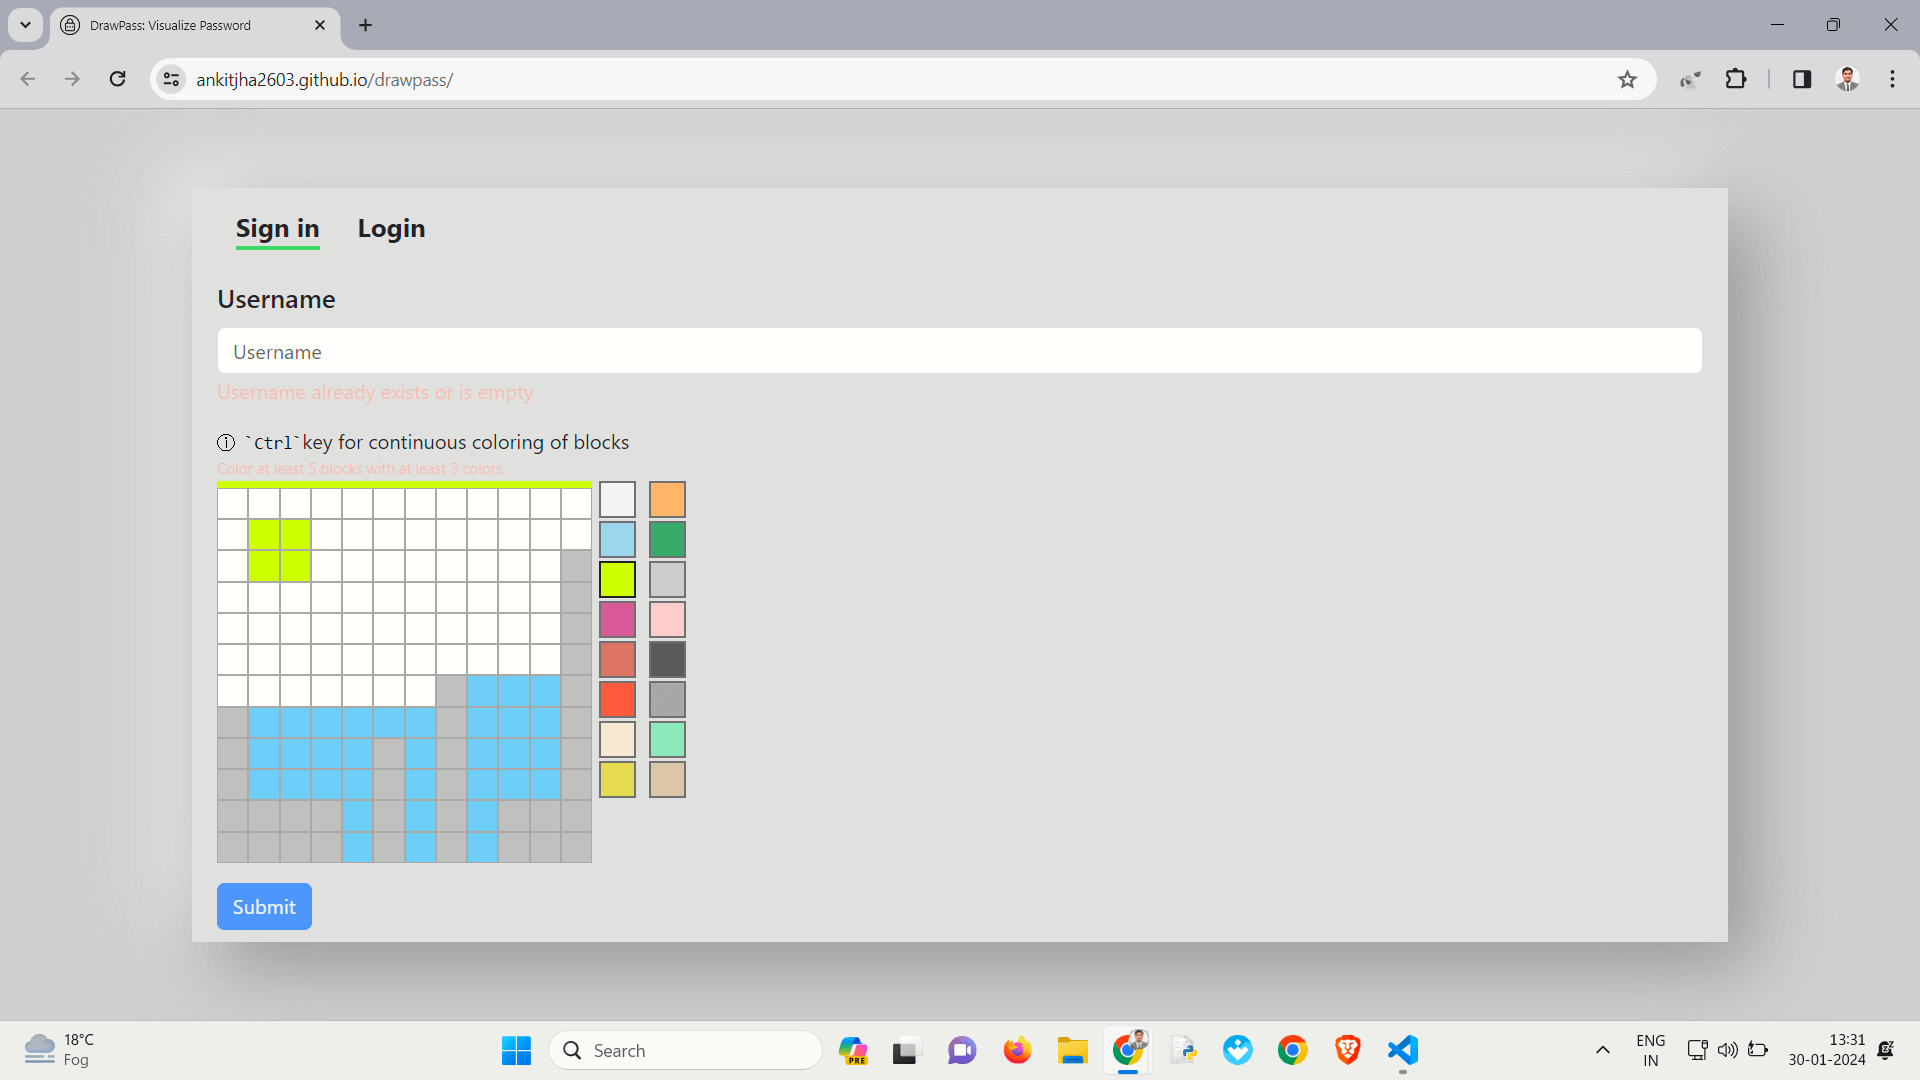 DrawPass: Visualize Password
ankitjha2603.github.io/drawpass/
Sign in Login
Username
Username
Username already exists or is empty
`Ctrl`key for continuous coloring of blocks
Color at least 5 blocks with at least 3 colors.
Submit
18°C
Fog
Search
PRE
ENG
IN
13:31
30-01-2024